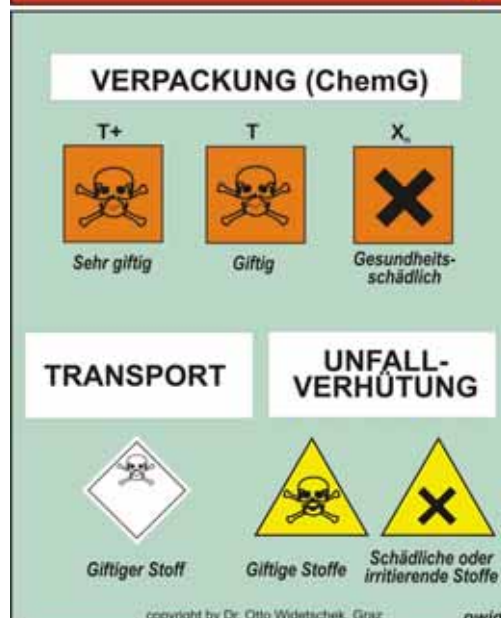 VERPACKUNG (ChemG)
T+ T Xn
Sehr giftig Giftig Gesundheits-
schädlich
TRANSPORT
UNFALL-
VERHÜTUNG
Giftiger Stoff Giftige Stoffe Schädliche oder
irritierende Stoffe
copyright by Dr. Otto Widetschek, Graz